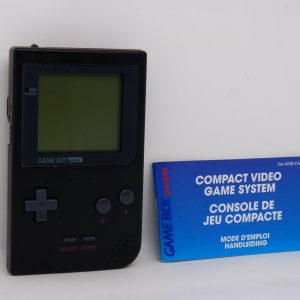 GAME BOY pocket
B
A
SELECT START
GAME BOY pocket
COMPACT VIDEO
GAME SYSTEM
CONSOLE DE
JEU COMPACTE
MODE D'EMPLOI
HANDLEIDING